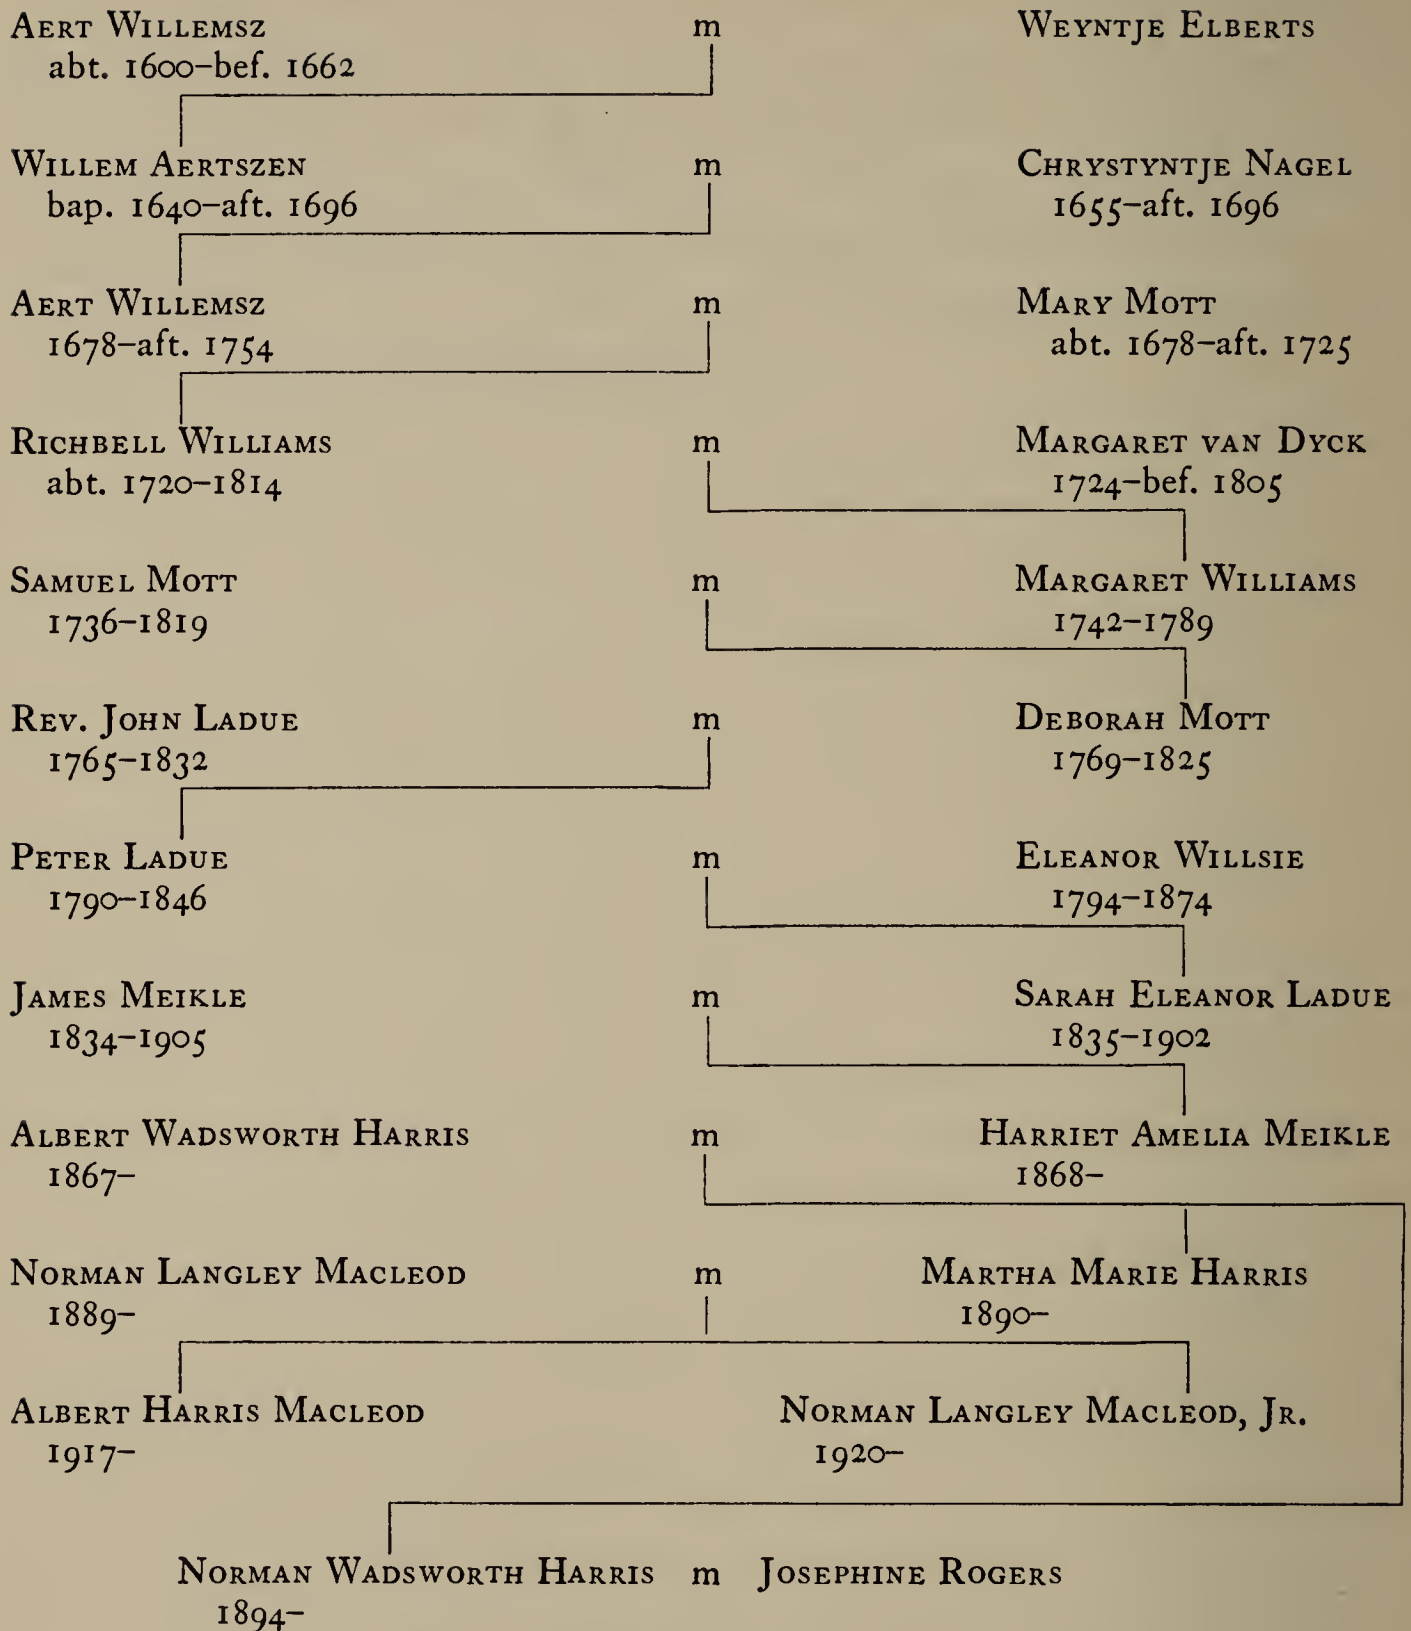 AERT WILLEMSZ m WEYNTJE ELBERTS
abt. 1600–bef. 1662
WILLEM AERTSZEN m CHRYSTYNTJE NAGEL
bap. 1640–aft. 1696 1655–aft. 1696
AERT WILLEMSZ m MARY MOTT
1678–aft. 1754 abt. 1678–aft. 1725
RICHBELL WILLIAMS m MARGARET VAN DYCK
abt. 1720–1814 1724–bef. 1805
SAMUEL MOTT m MARGARET WILLIAMS
1736–1819 1742–1789
REV. JOHN LADUE m DEBORAH MOTT
1765–1832 1769–1825
PETER LADUE m ELEANOR WILLSIE
1790–1846 1794–1874
JAMES MEIKLE m SARAH ELEANOR LADUE
1834–1905 1835–1902
ALBERT WADSWORTH HARRIS m HARRIET AMELIA MEIKLE
1867– 1868–
NORMAN LANGLEY MACLEOD m MARTHA MARIE HARRIS
1889– 1890–
ALBERT HARRIS MACLEOD NORMAN LANGLEY MACLEOD, JR.
1917– 1920–
NORMAN WADSWORTH HARRIS m JOSEPHINE ROGERS
1894–